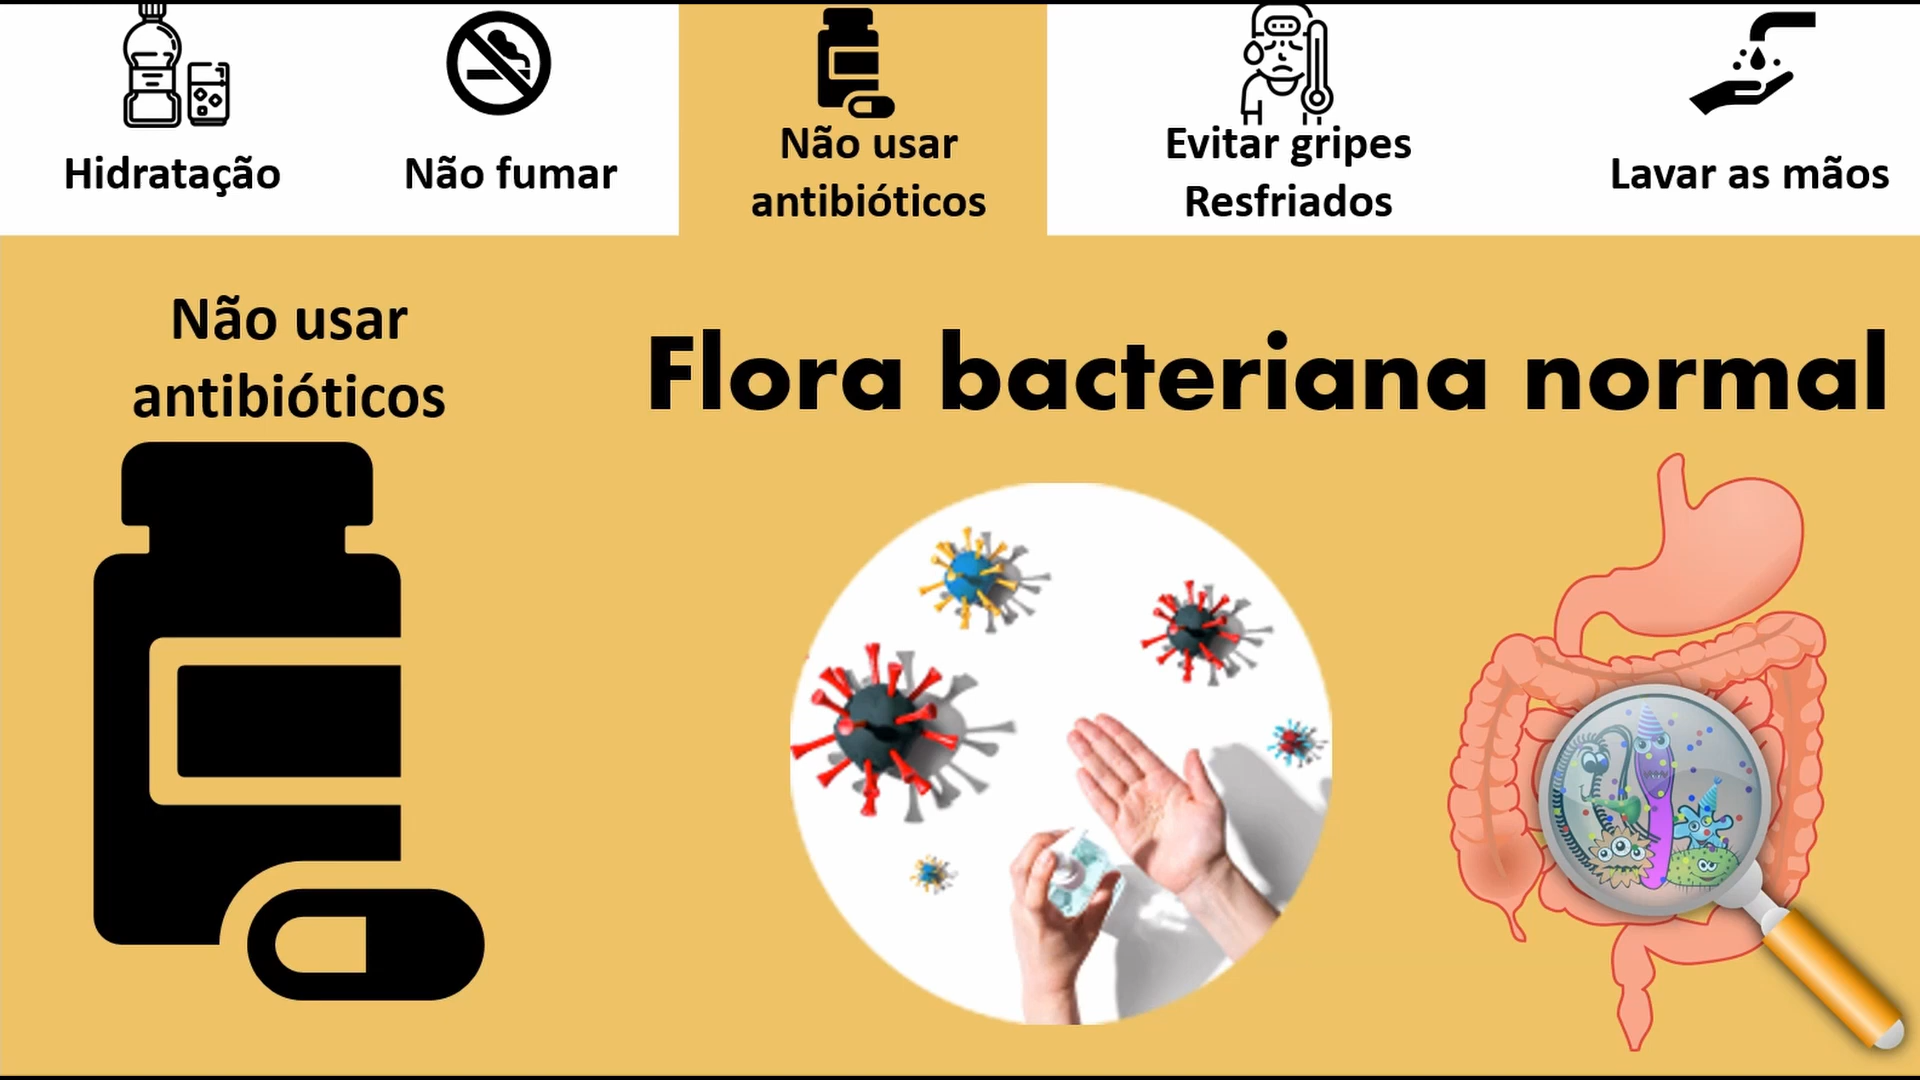 Hidratação
Não fumar
Não usar
antibióticos
Evitar gripes
Resfriados
Lavar as mãos
Não usar
antibióticos
Flora bacteriana normal